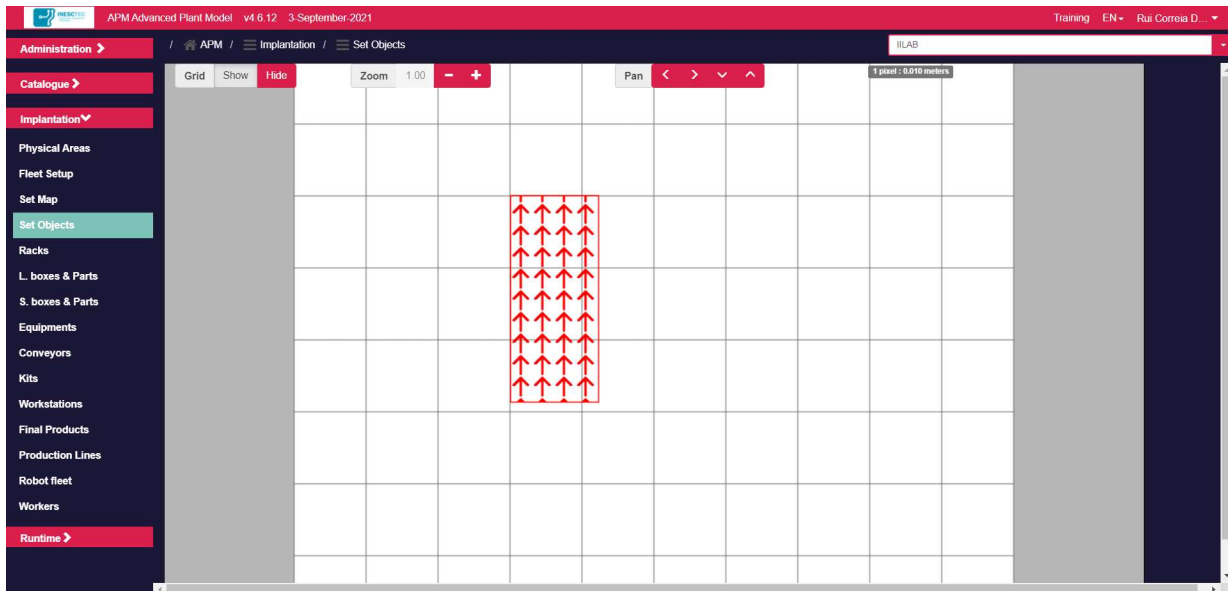 INESCTEC APM Advanced Plant Model v4.6.12 3-September-2021 Training EN Rui Correia D...
Administration / APM / Implantation / Set Objects IILAB
Catalogue Grid Show Hide Zoom 1.00 - + Pan 1 pixel : 0.010 meters
Implantation
Physical Areas
Fleet Setup
Set Map
Set Objects
Racks
L. boxes & Parts
S. boxes & Parts
Equipments
Conveyors
Kits
Workstations
Final Products
Production Lines
Robot fleet
Workers
Runtime